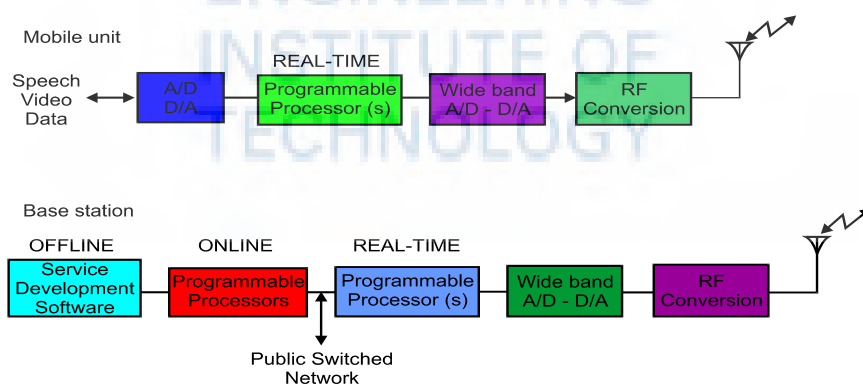 ENGINEERING
INSTITUTE OF
TECHNOLOGY
Mobile unit
REAL-TIME
Speech
Video
Data
A/D
D/A
Programmable
Processor (s)
Wide band
A/D - D/A
RF
Conversion
Base station
OFFLINE
ONLINE
REAL-TIME
Service
Development
Software
Programmable
Processors
Programmable
Processor (s)
Wide band
A/D - D/A
RF
Conversion
Public Switched
Network